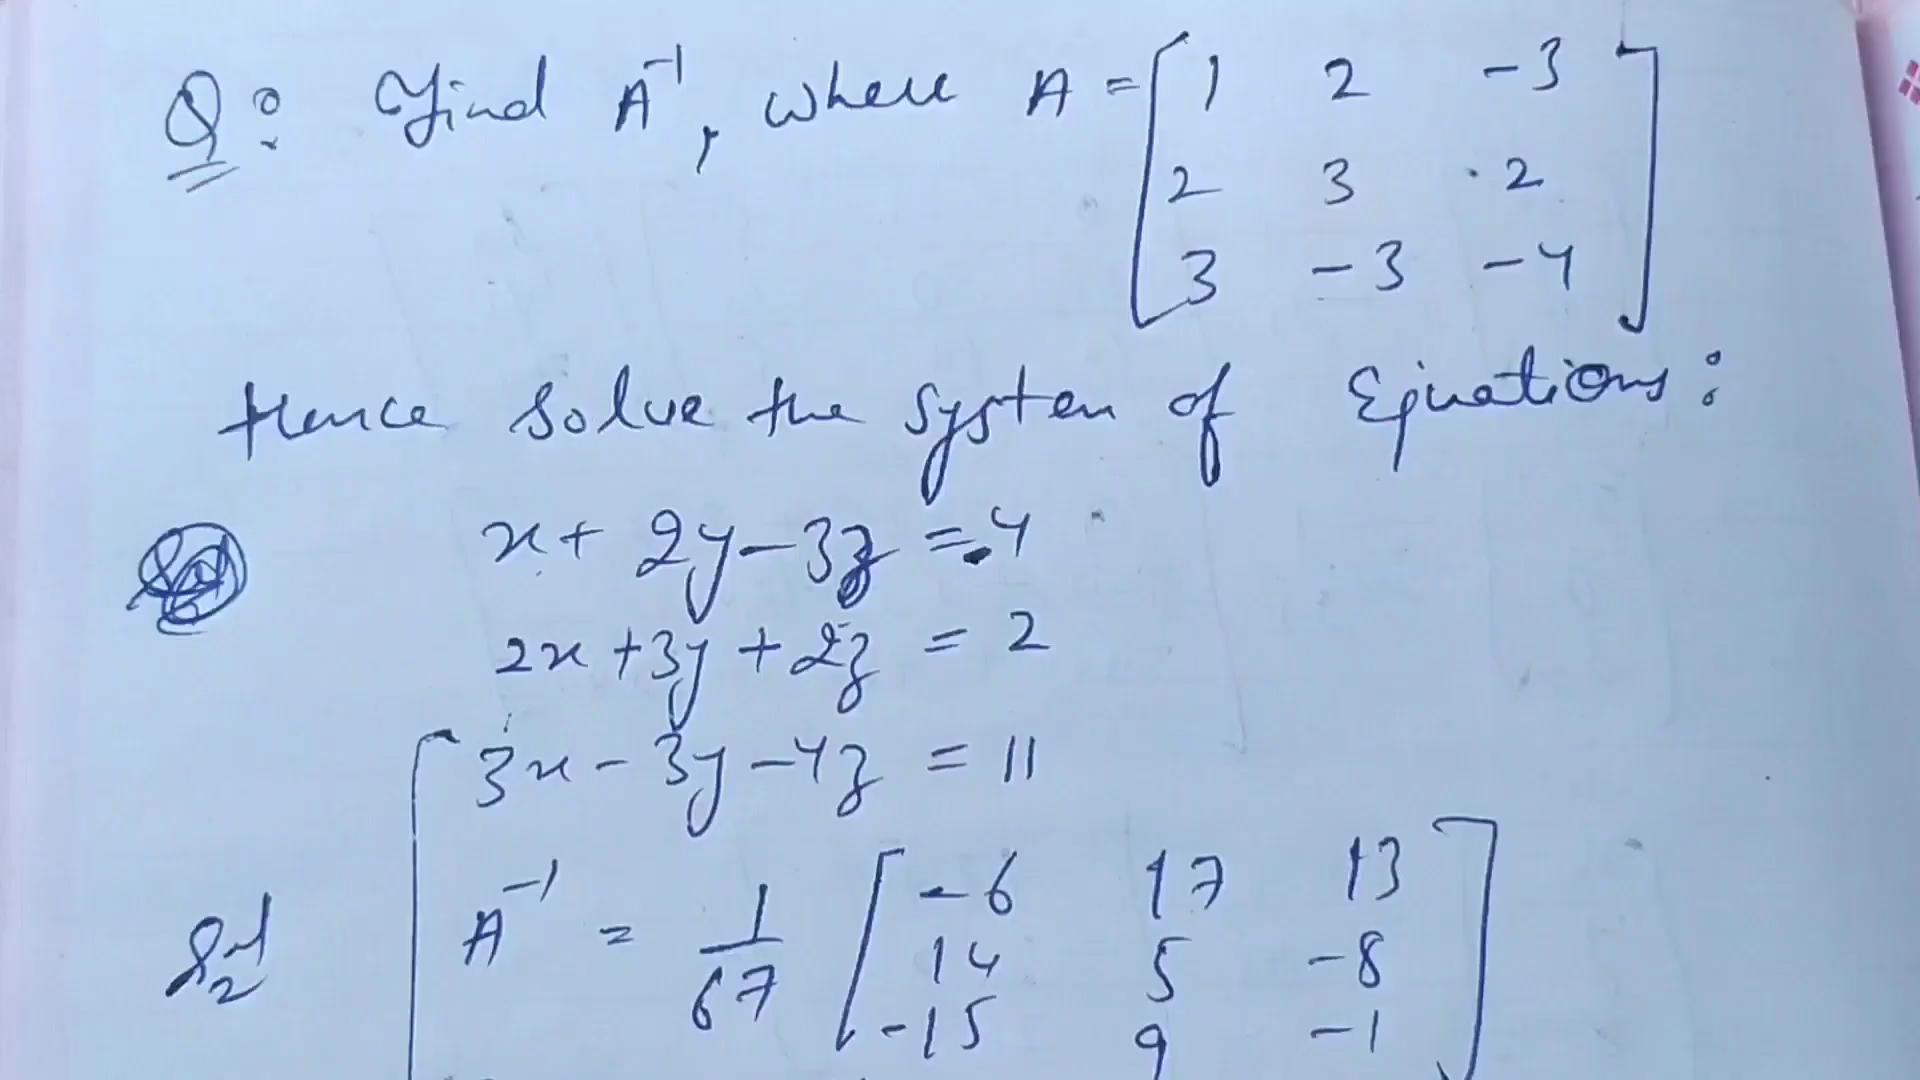 Q: Find A⁻¹, where A = [ 1 2 -3
2 3 2
3 -3 -4 ]
Hence solve the system of Equations:
x + 2y - 3z = 4
2x + 3y + 2z = 2
3x - 3y - 4z = 11
A⁻¹ = 1/67 [ -6 17 13
14 5 -8
-15 9 -1 ]